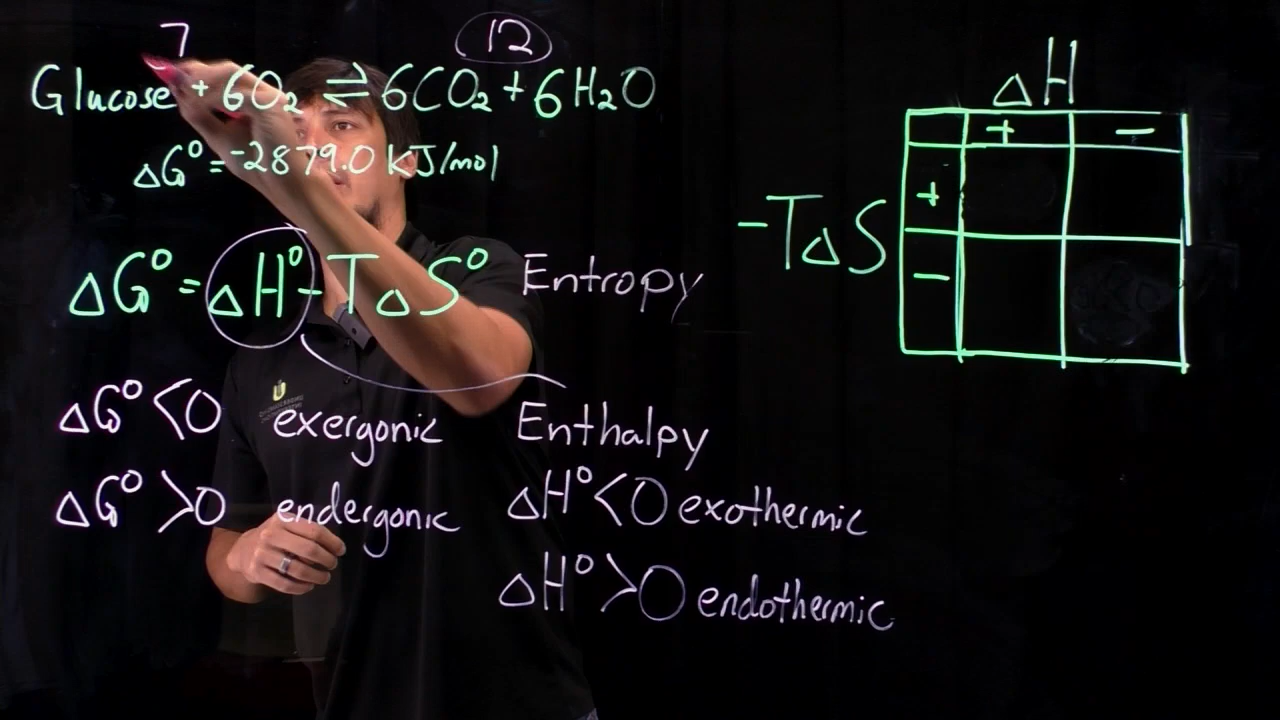 7 12
Glucose + 6O₂ ⇌ 6CO₂ + 6H₂O
ΔG° = -2879.0 kJ/mol
ΔG° = ΔH° - TΔS° Entropy
ΔG° < 0 exergonic Enthalpy
ΔG° > 0 endergonic ΔH° < 0 exothermic
ΔH° > 0 endothermic
ΔH
+ -
-TΔS
+
-